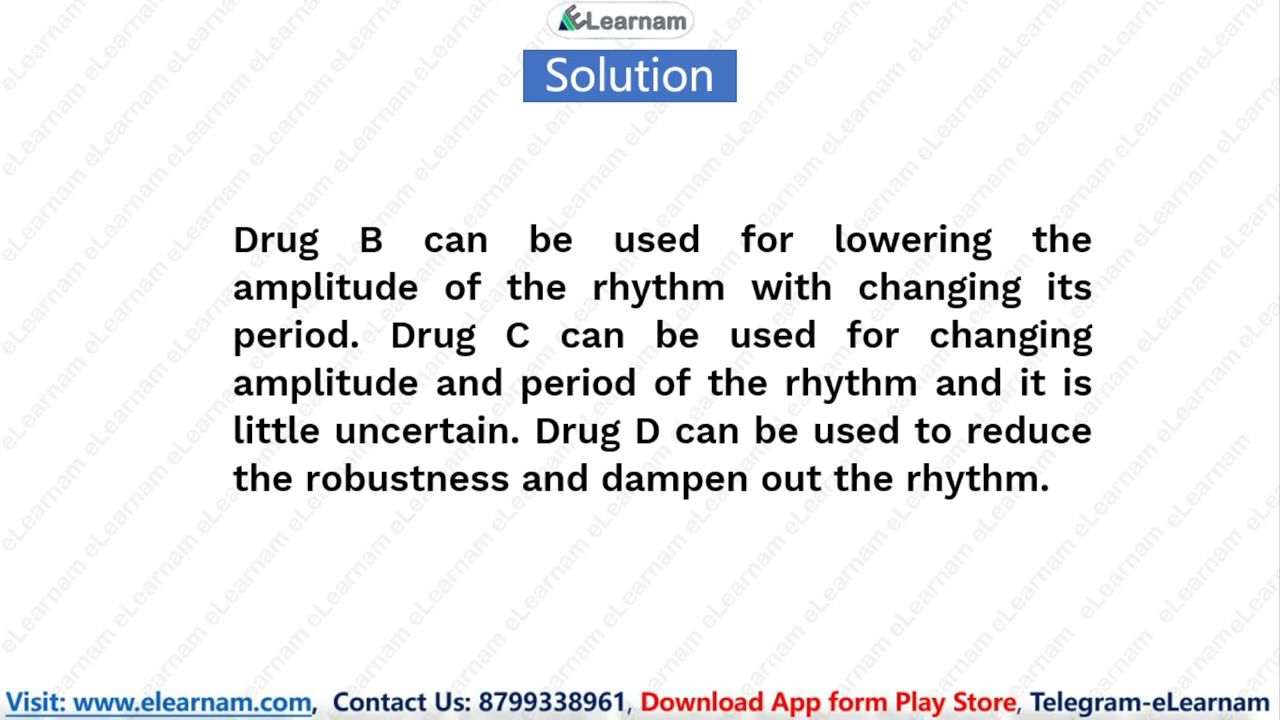 eLearnam
Solution
Drug B can be used for lowering the
amplitude of the rhythm with changing its
period. Drug C can be used for changing
amplitude and period of the rhythm and it is
little uncertain. Drug D can be used to reduce
the robustness and dampen out the rhythm.
Visit: www.elearnam.com, Contact Us: 8799338961, Download App form Play Store, Telegram-eLearnam